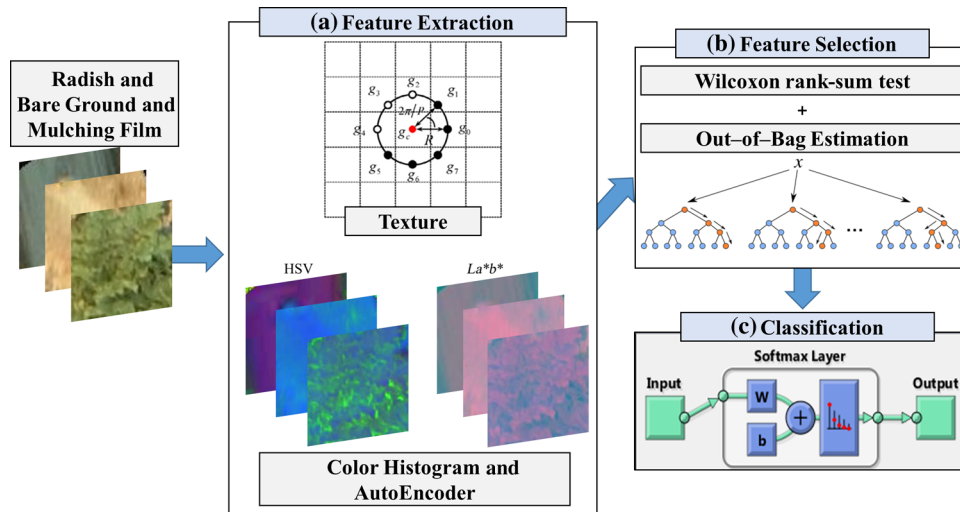 Radish and
Bare Ground and
Mulching Film
(a) Feature Extraction
g2
g3
g1
2π/P
g4
gc
g0
R
g5
g7
g6
Texture
HSV
La*b*
Color Histogram and
AutoEncoder
(b) Feature Selection
Wilcoxon rank-sum test
+
Out–of–Bag Estimation
x
...
(c) Classification
Softmax Layer
Input
W
+
b
Output